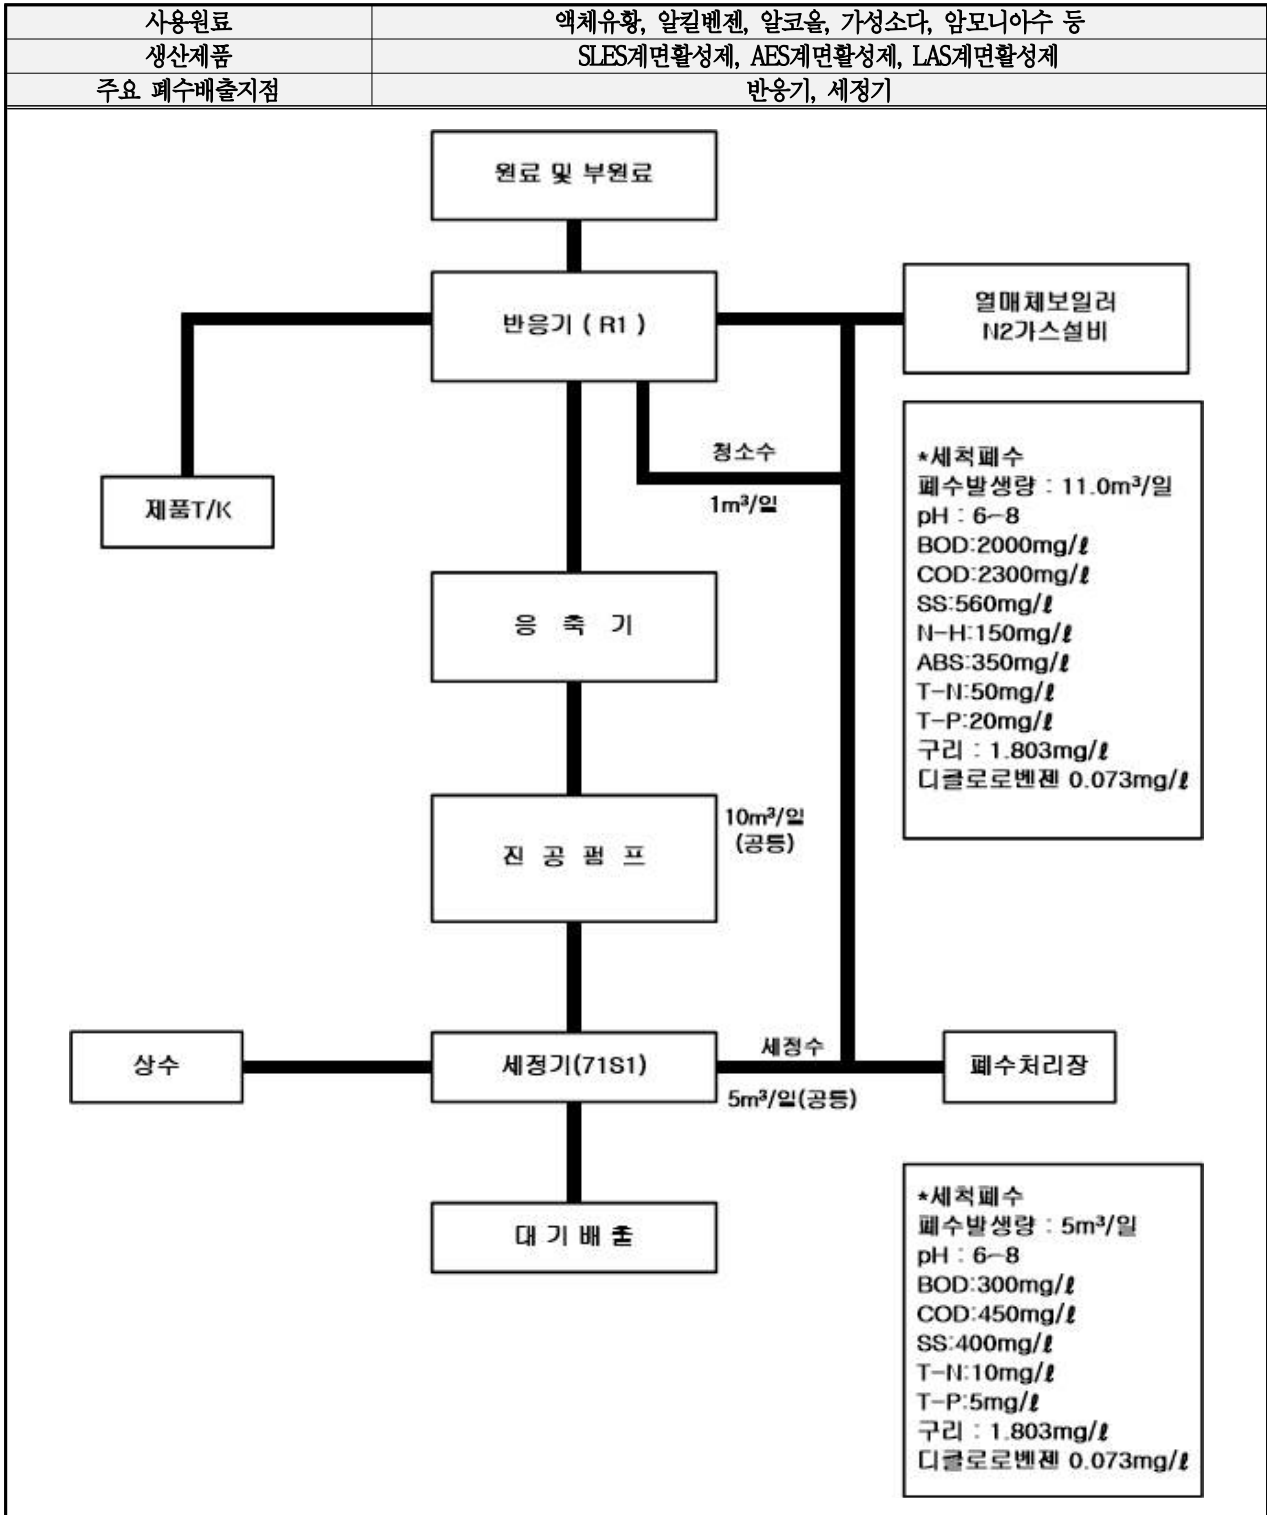 사용원료 액체유황, 알킬벤젠, 알코올, 가성소다, 암모니아수 등
생산제품 SLES계면활성제, AES계면활성제, LAS계면활성제
주요 폐수배출지점 반응기, 세정기
원료 및 부원료
반응기 ( R1 )
열매체보일러
N2가스설비
청소수
1m³/일
제품T/K
*세척폐수
폐수발생량 : 11.0m³/일
pH : 6~8
BOD:2000mg/ℓ
COD:2300mg/ℓ
SS:560mg/ℓ
N-H:150mg/ℓ
ABS:350mg/ℓ
T-N:50mg/ℓ
T-P:20mg/ℓ
구리 : 1.803mg/ℓ
디클로로벤젠 0.073mg/ℓ
응 축 기
진 공 펌 프
10m³/일
(공통)
상수
세정기(71S1)
세정수
5m³/일(공통)
폐수처리장
대 기 배 출
*세척폐수
폐수발생량 : 5m³/일
pH : 6~8
BOD:300mg/ℓ
COD:450mg/ℓ
SS:400mg/ℓ
T-N:10mg/ℓ
T-P:5mg/ℓ
구리 : 1.803mg/ℓ
디클로로벤젠 0.073mg/ℓ